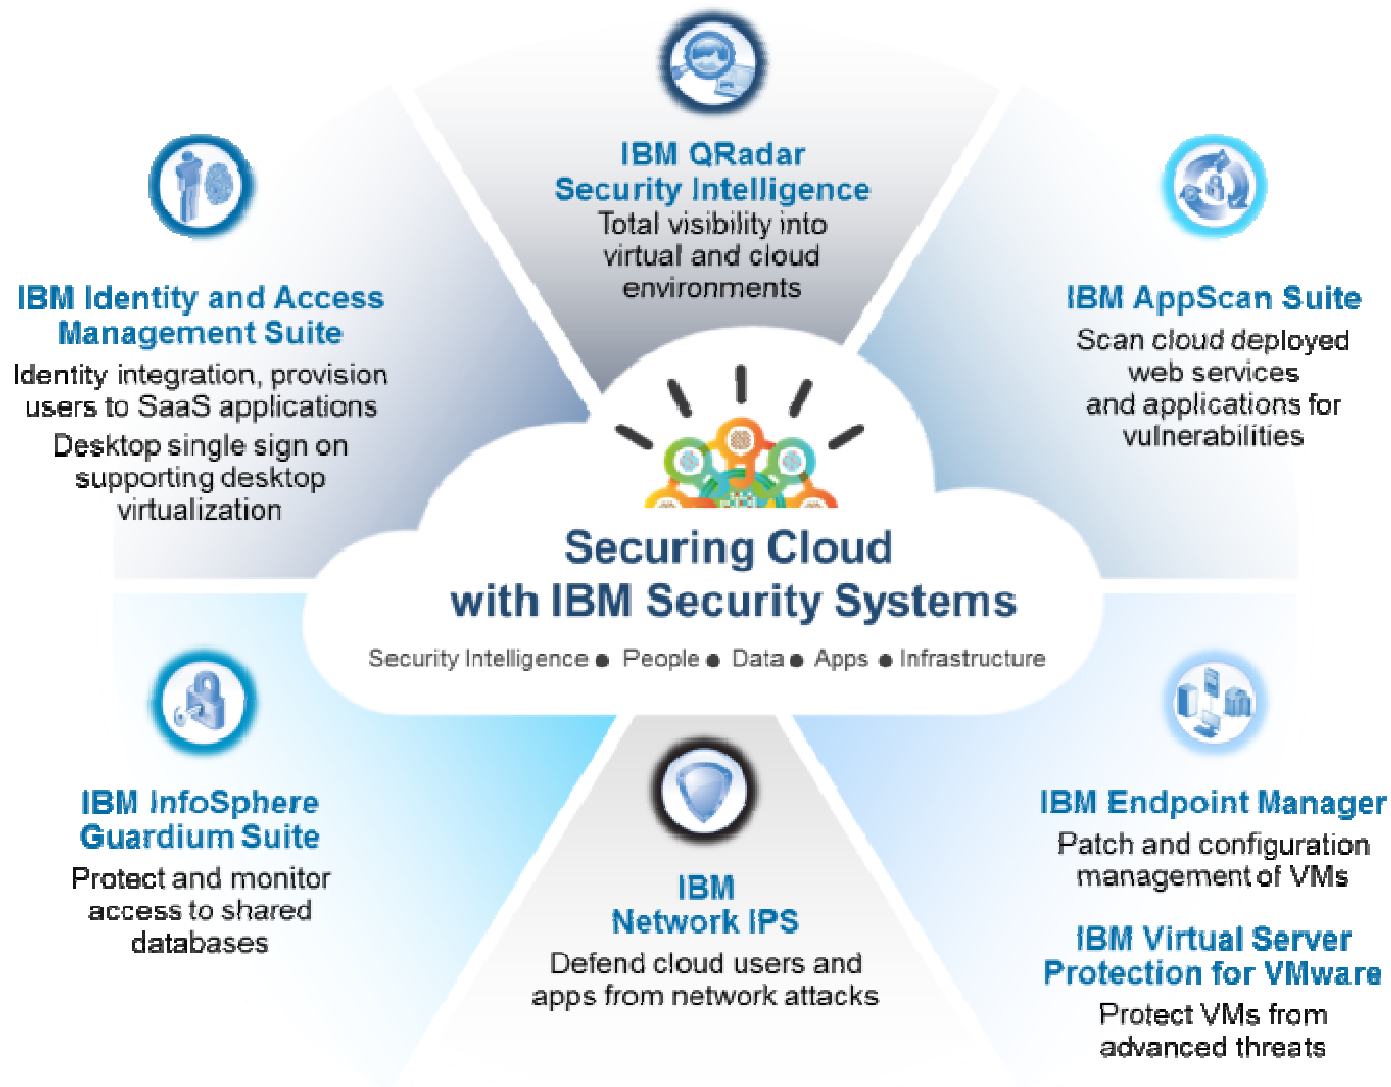 IBM QRadar
Security Intelligence
Total visibility into
virtual and cloud
environments
IBM Identity and Access
Management Suite
Identity integration, provision
users to SaaS applications
Desktop single sign on
supporting desktop
virtualization
IBM AppScan Suite
Scan cloud deployed
web services
and applications for
vulnerabilities
Securing Cloud
with IBM Security Systems
Security Intelligence ● People ● Data ● Apps ● Infrastructure
IBM InfoSphere
Guardium Suite
Protect and monitor
access to shared
databases
IBM
Network IPS
Defend cloud users and
apps from network attacks
IBM Endpoint Manager
Patch and configuration
management of VMs
IBM Virtual Server
Protection for VMware
Protect VMs from
advanced threats